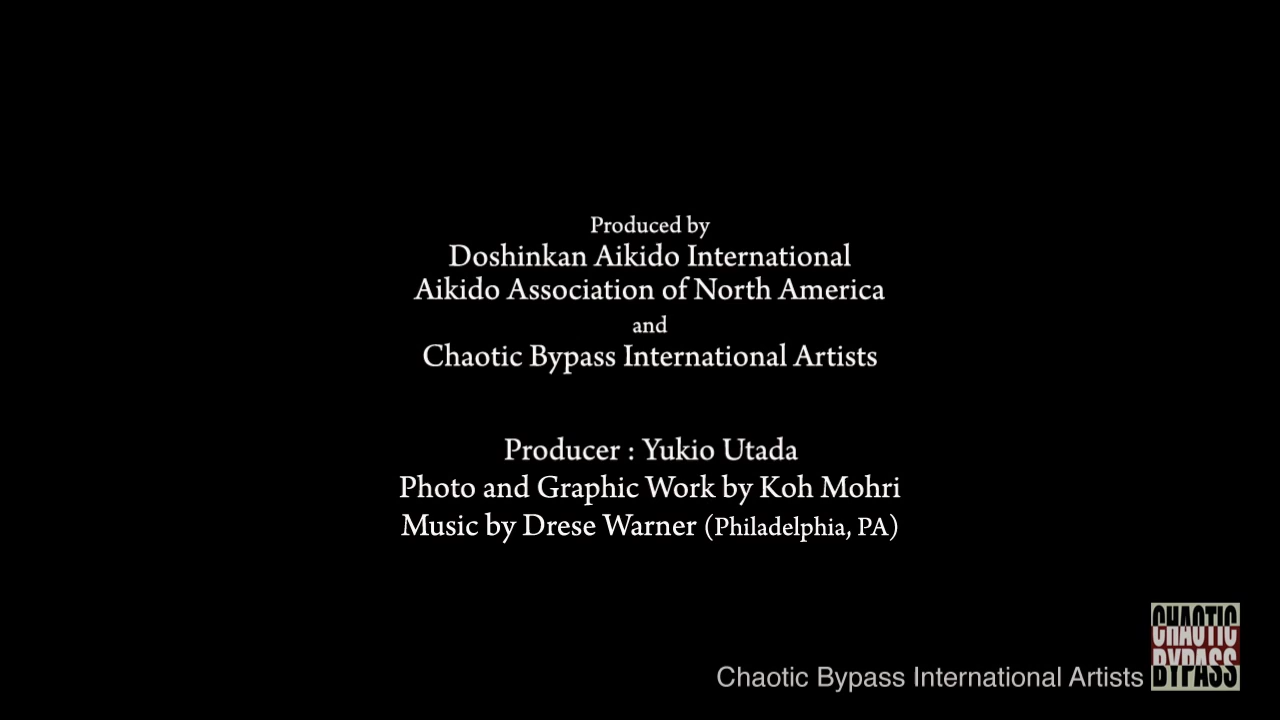 Produced by
Doshinkan Aikido International
Aikido Association of North America
and
Chaotic Bypass International Artists
Producer : Yukio Utada
Photo and Graphic Work by Koh Mohri
Music by Drese Warner (Philadelphia, PA)
Chaotic Bypass International Artists
CHAOTIC
BYPASS